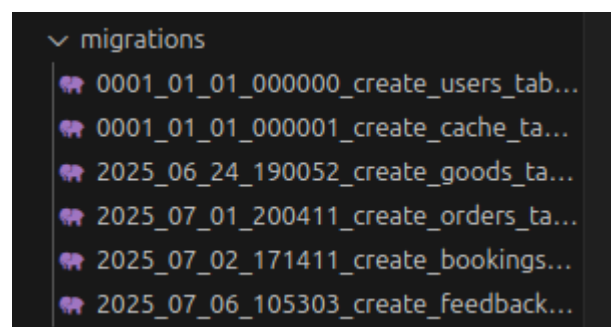 migrations
0001_01_01_000000_create_users_tab...
0001_01_01_000001_create_cache_ta...
2025_06_24_190052_create_goods_ta...
2025_07_01_200411_create_orders_ta...
2025_07_02_171411_create_bookings...
2025_07_06_105303_create_feedback...